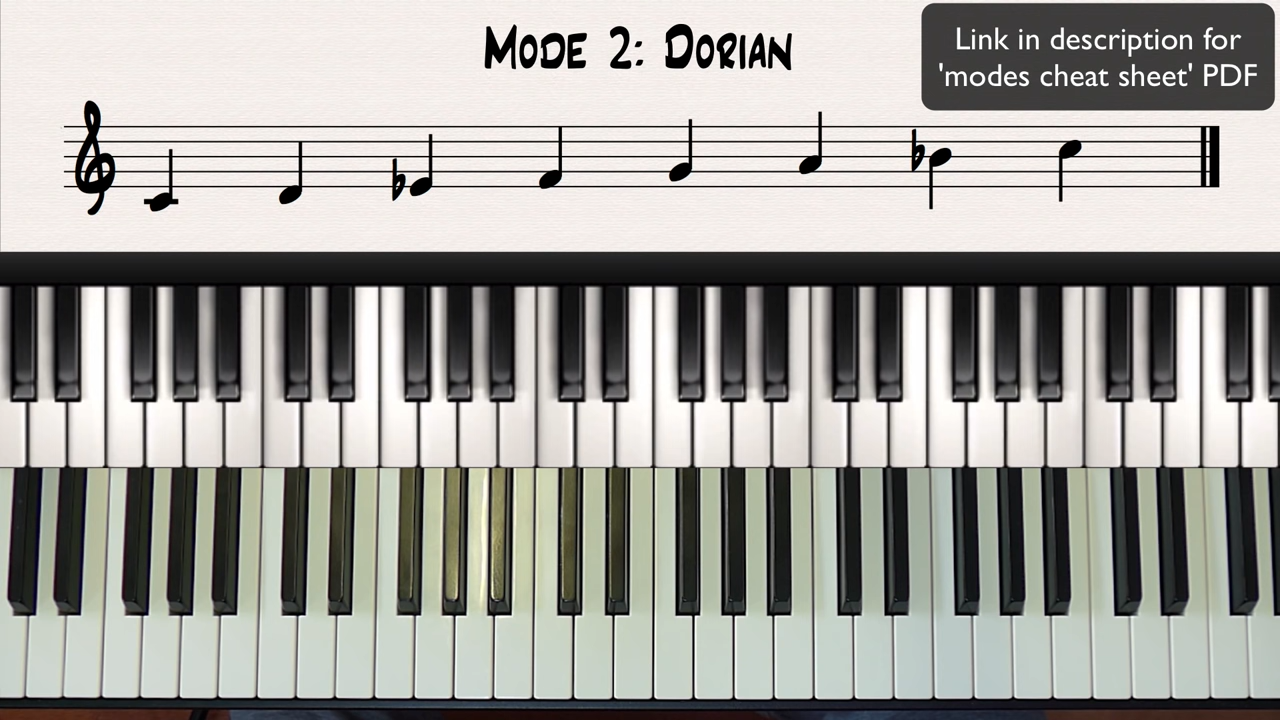 Mode 2: Dorian
Link in description for
'modes cheat sheet' PDF